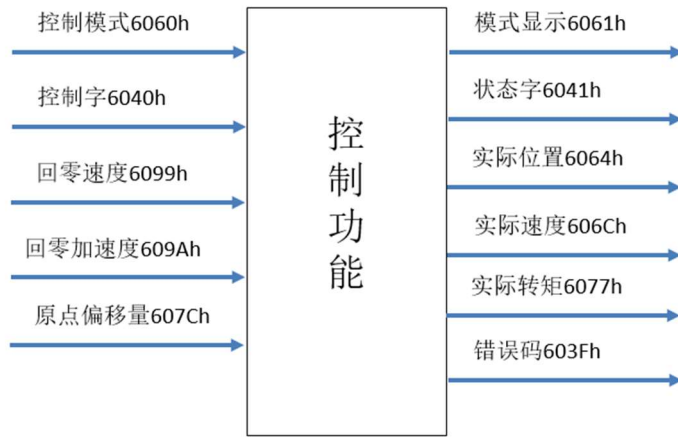 控制模式6060h
控制字6040h
回零速度6099h
回零加速度609Ah
原点偏移量607Ch
控
制
功
能
模式显示6061h
状态字6041h
实际位置6064h
实际速度606Ch
实际转矩6077h
错误码603Fh